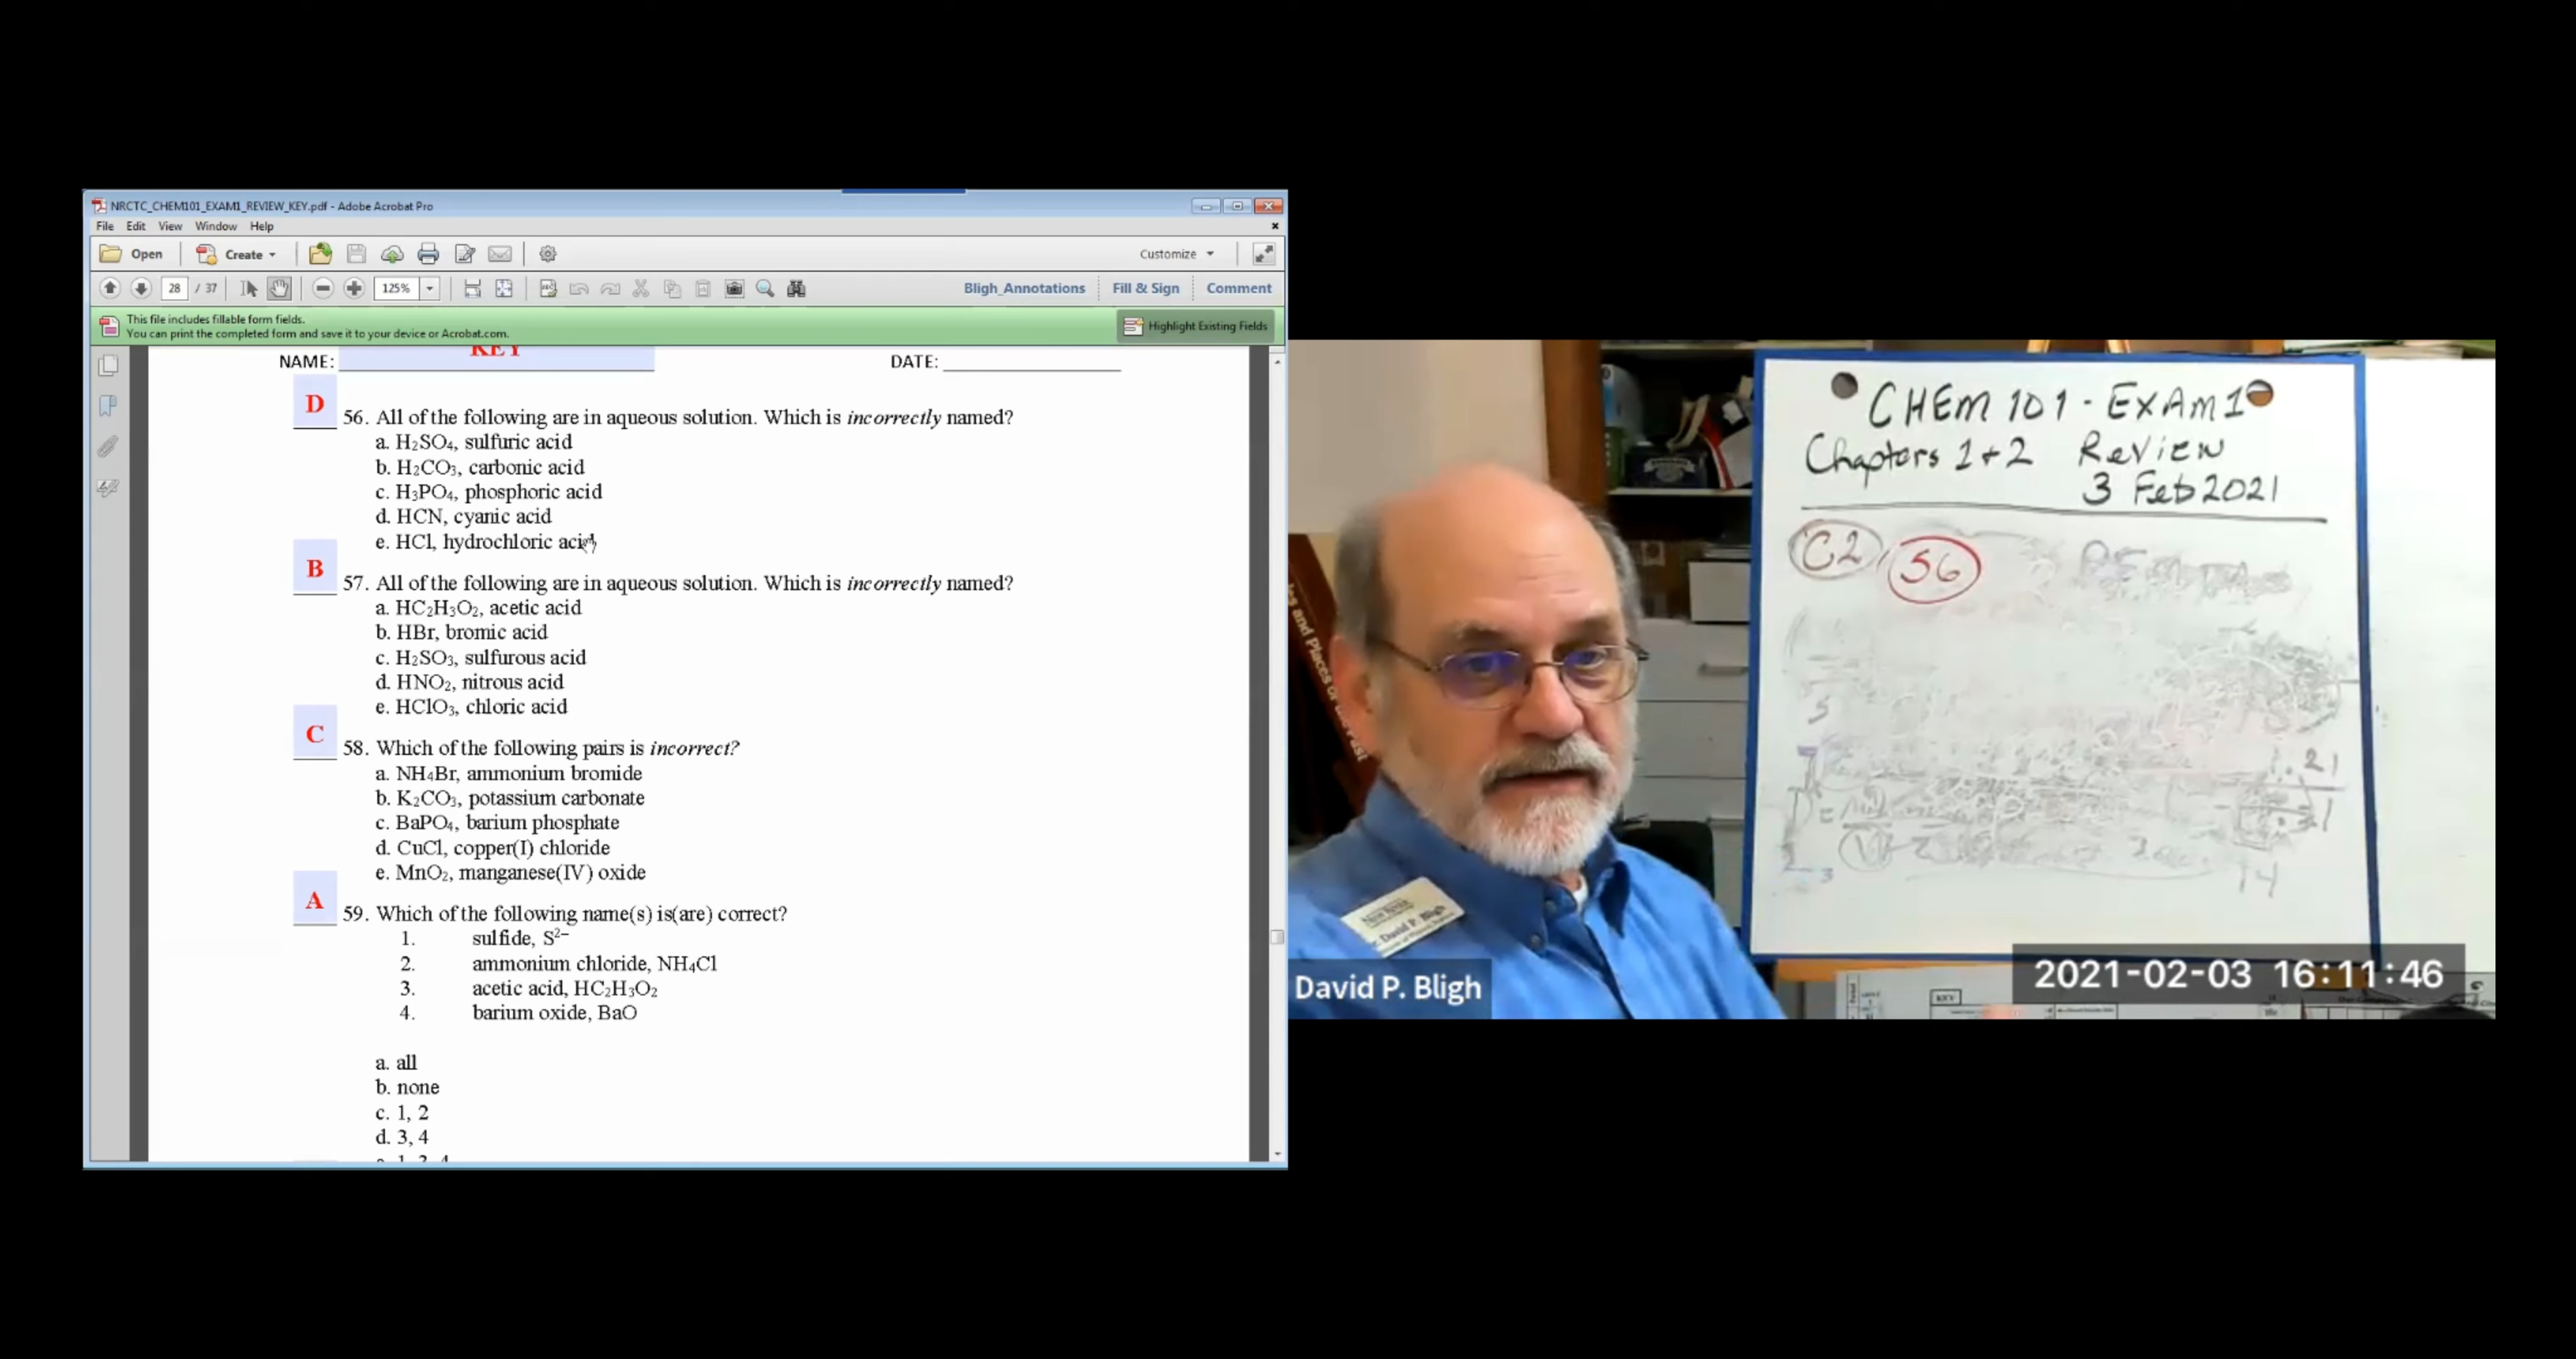 NRCTC_CHEM101_EXAM1_REVIEW_KEY.pdf - Adobe Acrobat Pro
File Edit View Window Help
Open Create Customize
28 / 37 125% Bligh_Annotations Fill & Sign Comment
This file includes fillable form fields.
You can print the completed form and save it to your device or Acrobat.com.
Highlight Existing Fields
NAME: KEY DATE:
D
56. All of the following are in aqueous solution. Which is incorrectly named?
a. H₂SO₄, sulfuric acid
b. H₂CO₃, carbonic acid
c. H₃PO₄, phosphoric acid
d. HCN, cyanic acid
e. HCl, hydrochloric acid
B
57. All of the following are in aqueous solution. Which is incorrectly named?
a. HC₂H₃O₂, acetic acid
b. HBr, bromic acid
c. H₂SO₃, sulfurous acid
d. HNO₂, nitrous acid
e. HClO₃, chloric acid
C
58. Which of the following pairs is incorrect?
a. NH₄Br, ammonium bromide
b. K₂CO₃, potassium carbonate
c. BaPO₄, barium phosphate
d. CuCl, copper(I) chloride
e. MnO₂, manganese(IV) oxide
A
59. Which of the following name(s) is(are) correct?
1. sulfide, S²⁻
2. ammonium chloride, NH₄Cl
3. acetic acid, HC₂H₃O₂
4. barium oxide, BaO
a. all
b. none
c. 1, 2
d. 3, 4
CHEM 101 - EXAM 1
Chapters 1 + 2 Review
3 Feb 2021
C2 56
and Places of the Past
David P. Bligh
David P. Bligh
2021-02-03 16:11:46